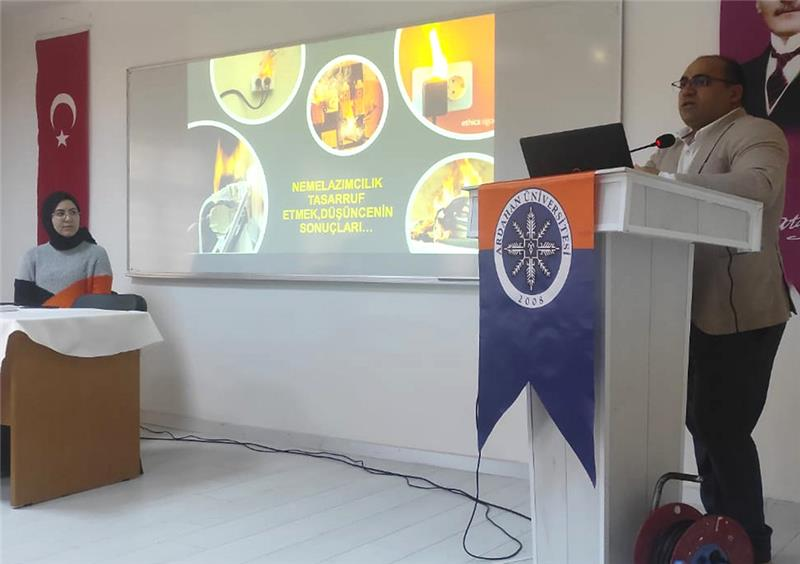 NEMELAZIMCILIK
TASARRUF
ETMEK,DÜŞÜNCENİN
SONUÇLARI...
ARDAHAN ÜNİVERSİTESİ
2008